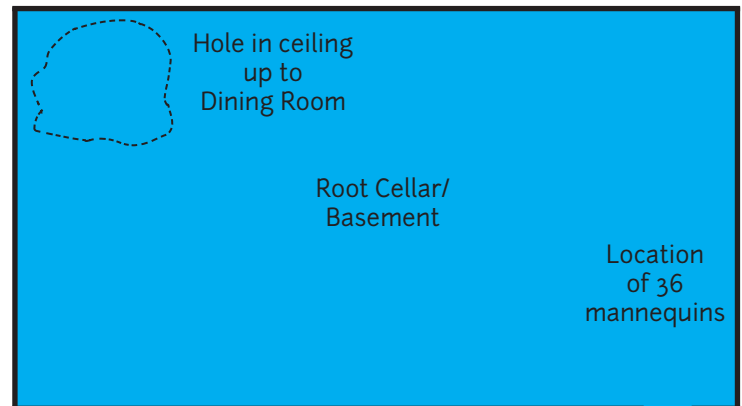 Hole in ceiling
up to
Dining Room
Root Cellar/
Basement
Location
of 36
mannequins